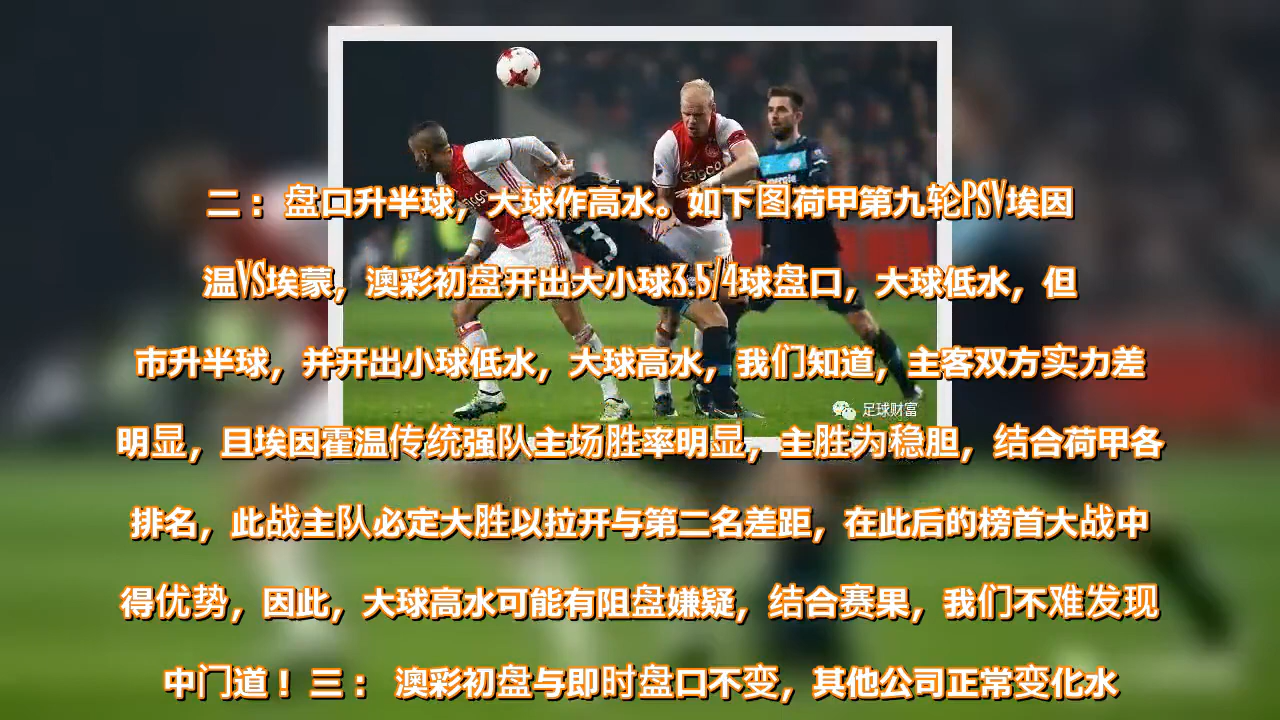 二：盘口升半球，大球作高水。如下图荷甲第九轮PSV埃因
温VS埃蒙，澳彩初盘开出大小球3.5/4球盘口，大球低水，但
市升半球，并开出小球低水，大球高水，我们知道，主客双方实力差
明显，且埃因霍温传统强队主场胜率明显，主胜为稳胆，结合荷甲各
足球财富
排名，此战主队必定大胜以拉开与第二名差距，在此后的榜首大战中
得优势，因此，大球高水可能有阻盘嫌疑，结合赛果，我们不难发现
中门道！三： 澳彩初盘与即时盘口不变，其他公司正常变化水
Ziggo
3